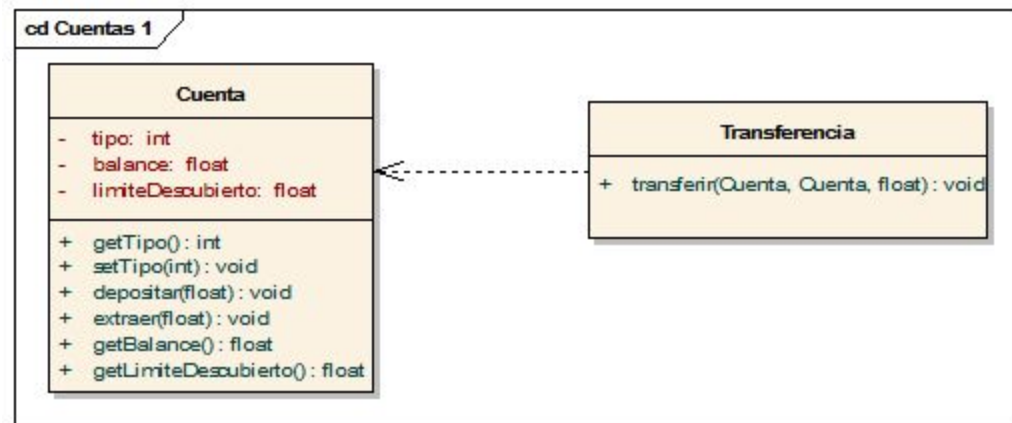 cd Cuentas 1
Cuenta
- tipo: int
- balance: float
- limiteDescubierto: float
+ getTipo() : int
+ setTipo(int) : void
+ depositar(float) : void
+ extraer(float) : void
+ getBalance() : float
+ getLimiteDescubierto() : float
Transferencia
+ transferir(Cuenta, Cuenta, float) : void